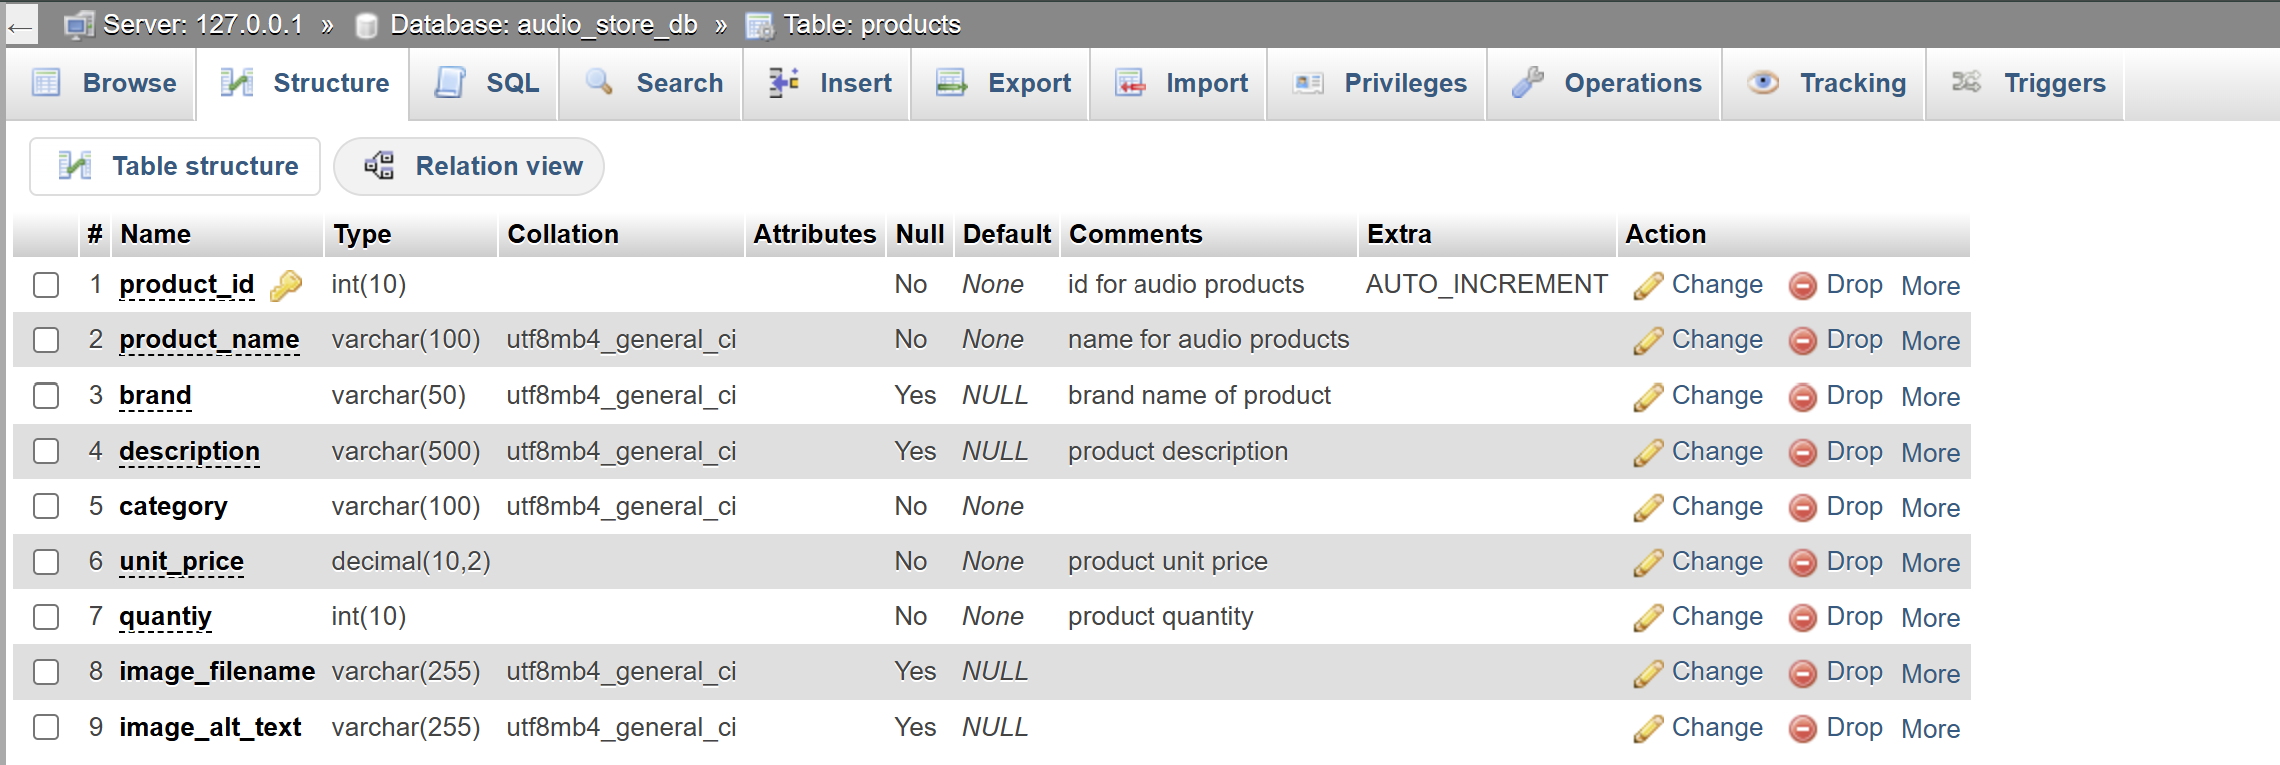 ← Server: 127.0.0.1 » Database: audio_store_db » Table: products
Browse Structure SQL Search Insert Export Import Privileges Operations Tracking Triggers
Table structure Relation view
# Name Type Collation Attributes Null Default Comments Extra Action
1 product_id int(10) No None id for audio products AUTO_INCREMENT Change Drop More
2 product_name varchar(100) utf8mb4_general_ci No None name for audio products Change Drop More
3 brand varchar(50) utf8mb4_general_ci Yes NULL brand name of product Change Drop More
4 description varchar(500) utf8mb4_general_ci Yes NULL product description Change Drop More
5 category varchar(100) utf8mb4_general_ci No None Change Drop More
6 unit_price decimal(10,2) No None product unit price Change Drop More
7 quantiy int(10) No None product quantity Change Drop More
8 image_filename varchar(255) utf8mb4_general_ci Yes NULL Change Drop More
9 image_alt_text varchar(255) utf8mb4_general_ci Yes NULL Change Drop More